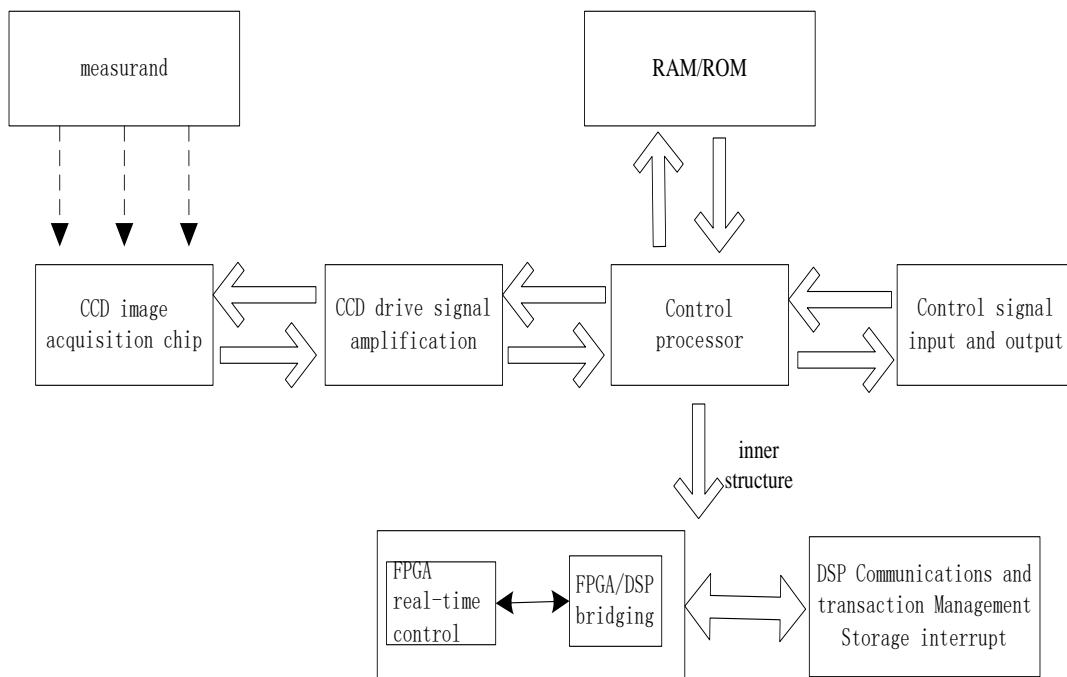 measurand
RAM/ROM
CCD image
acquisition chip
CCD drive signal
amplification
Control
processor
Control signal
input and output
inner
structure
FPGA
real-time
control
FPGA/DSP
bridging
DSP Communications and
transaction Management
Storage interrupt